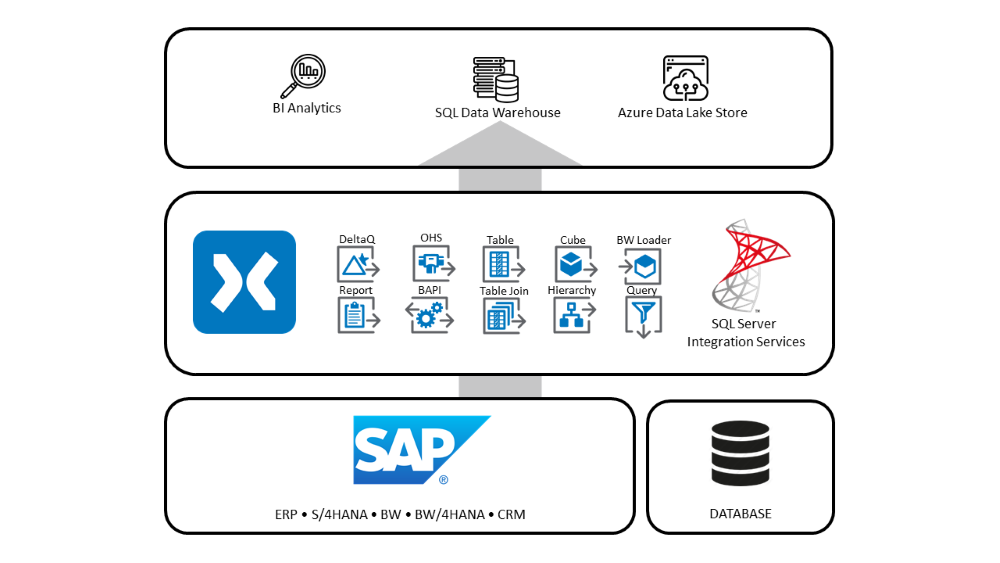 BI Analytics
SQL Data Warehouse
Azure Data Lake Store
DeltaQ
OHS
Table
Cube
BW Loader
Report
BAPI
Table Join
Hierarchy
Query
SQL Server
Integration Services
™
SAP
®
ERP • S/4HANA • BW • BW/4HANA • CRM
DATABASE